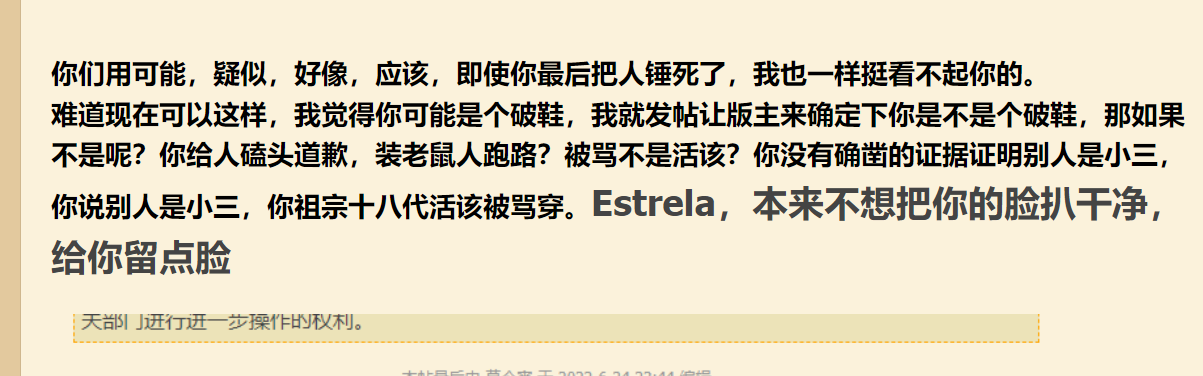 你们用可能，疑似，好像，应该，即使你最后把人锤死了，我也一样挺看不起你的。
难道现在可以这样，我觉得你可能是个破鞋，我就发帖让版主来确定下你是不是个破鞋，那如果
不是呢？你给人磕头道歉，装老鼠人跑路？被骂不是活该？你没有确凿的证据证明别人是小三，
你说别人是小三，你祖宗十八代活该被骂穿。Estrela，本来不想把你的脸扒干净，
给你留点脸
关部门进行进一步操作的权利。